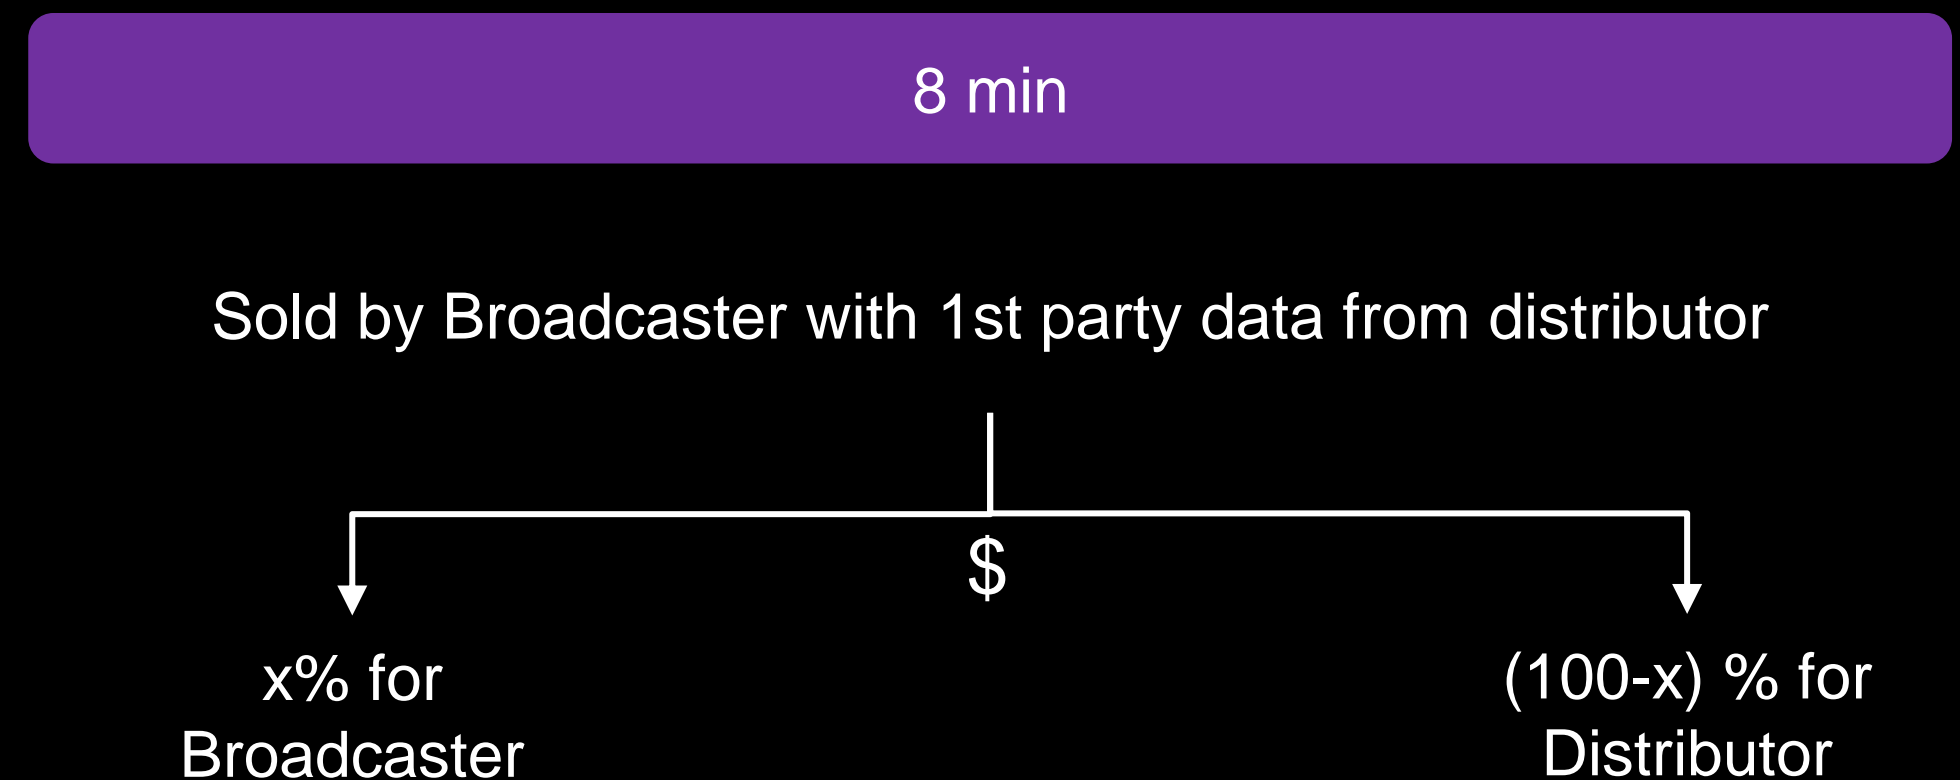 8 min
Sold by Broadcaster with 1st party data from distributor
$
x% for
Broadcaster
(100-x) % for
Distributor